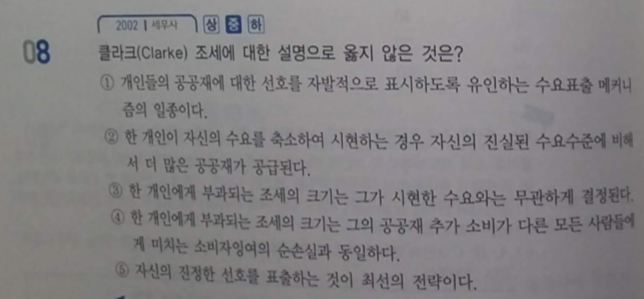 2002 | 세무사 상 중 하
08 클라크(Clarke) 조세에 대한 설명으로 옳지 않은 것은?
① 개인들의 공공재에 대한 선호를 자발적으로 표시하도록 유인하는 수요표출 메커니
즘의 일종이다.
② 한 개인이 자신의 수요를 축소하여 시현하는 경우 자신의 진실된 수요수준에 비해
서 더 많은 공공재가 공급된다.
③ 한 개인에게 부과되는 조세의 크기는 그가 시현한 수요와는 무관하게 결정된다.
④ 한 개인에게 부과되는 조세의 크기는 그의 공공재 추가 소비가 다른 모든 사람들에
게 미치는 소비자잉여의 순손실과 동일하다.
⑤ 자신의 진정한 선호를 표출하는 것이 최선의 전략이다.